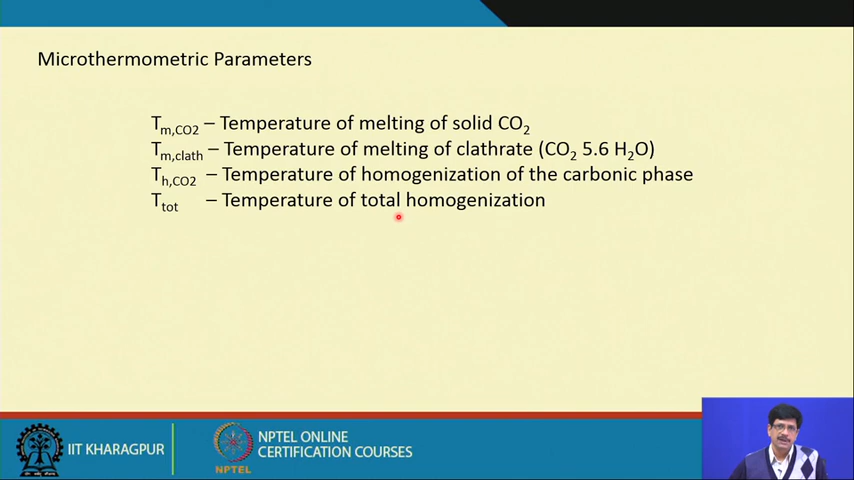 Microthermometric Parameters
Tm,CO2 – Temperature of melting of solid CO2
Tm,clath – Temperature of melting of clathrate (CO2 5.6 H2O)
Th,CO2 – Temperature of homogenization of the carbonic phase
Ttot – Temperature of total homogenization
IIT KHARAGPUR
NPTEL
NPTEL ONLINE
CERTIFICATION COURSES